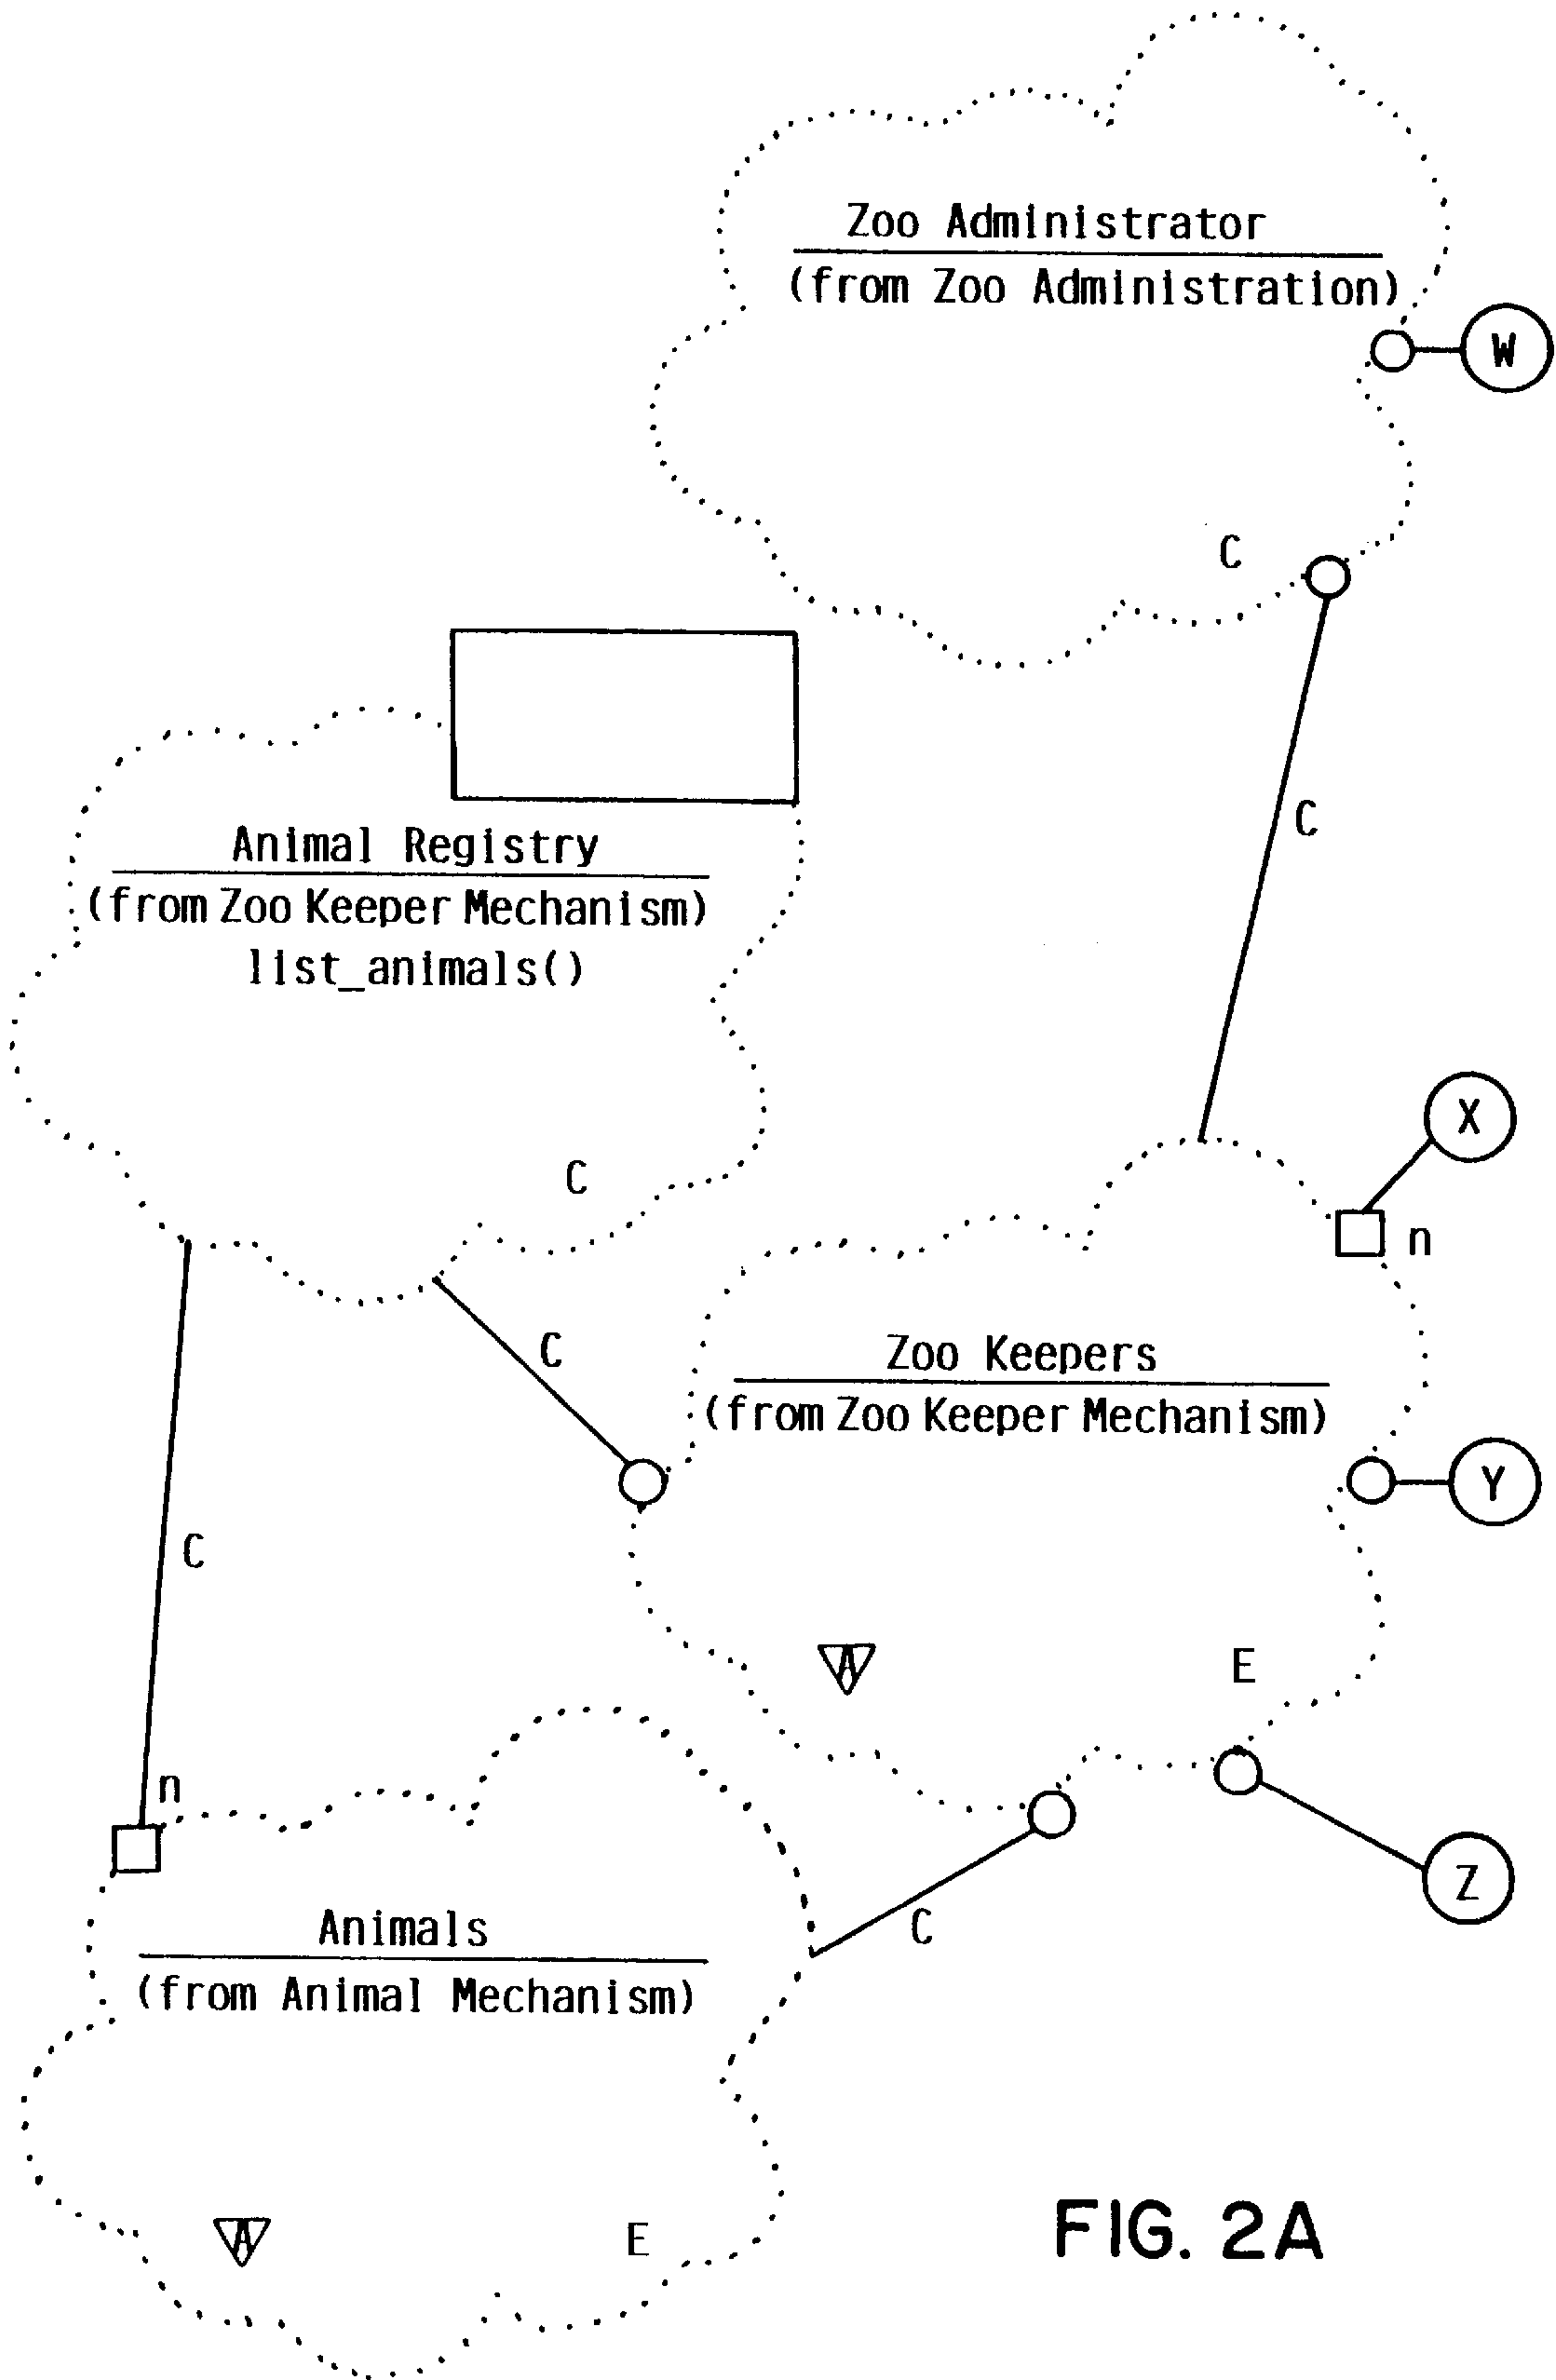 Zoo Administrator
(from Zoo Administration)
W
C
C
Animal Registry
(from Zoo Keeper Mechanism)
list_animals()
C
X
n
C
Zoo Keepers
(from Zoo Keeper Mechanism)
Y
C
A
E
n
Z
C
Animals
(from Animal Mechanism)
A
E
FIG. 2A